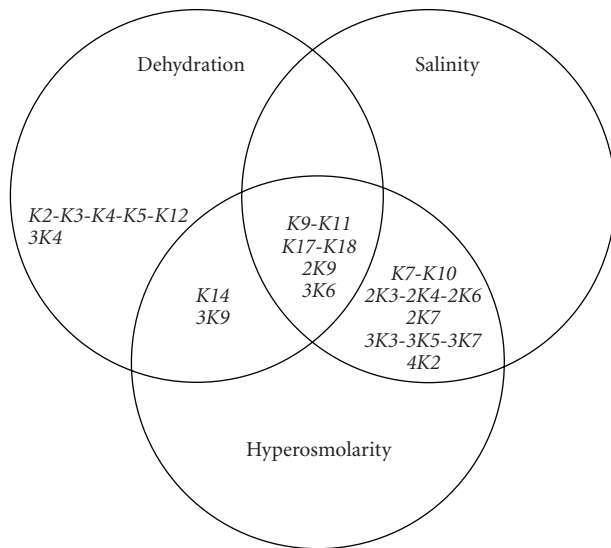 Dehydration
Salinity
K2-K3-K4-K5-K12
3K4
K9-K11
K17-K18
2K9
3K6
K14
3K9
K7-K10
2K3-2K4-2K6
2K7
3K3-3K5-3K7
4K2
Hyperosmolarity